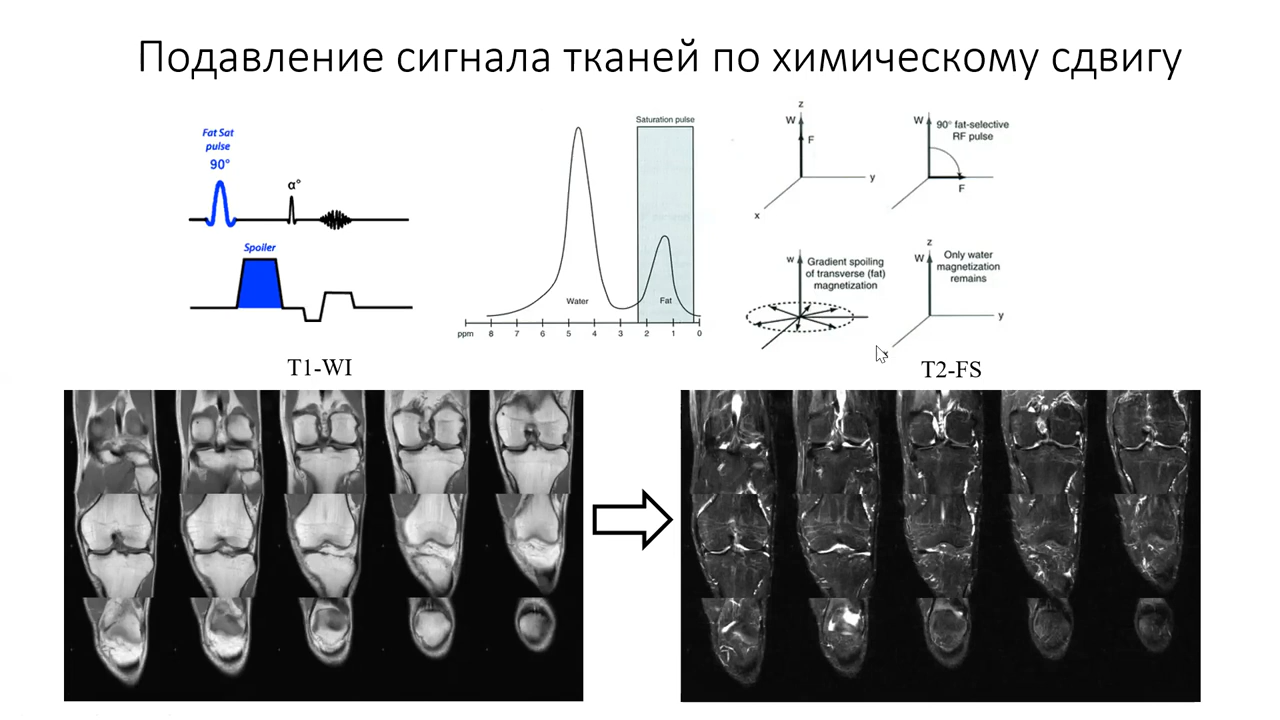 Подавление сигнала тканей по химическому сдвигу
Fat Sat
pulse
90°
α°
Spoiler
Saturation pulse
Water
Fat
ppm 8 7 6 5 4 3 2 1 0
z
W
F
y
x
W
90° fat-selective
RF pulse
F
w
Gradient spoiling
of transverse (fat)
magnetization
z
W
Only water
magnetization
remains
y
x
T1-WI
T2-FS